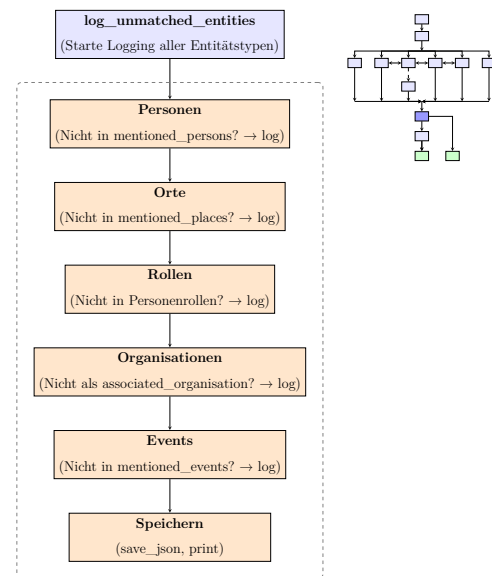 log_unmatched_entities
(Starte Logging aller Entitätstypen)
Personen
(Nicht in mentioned_persons? → log)
Orte
(Nicht in mentioned_places? → log)
Rollen
(Nicht in Personenrollen? → log)
Organisationen
(Nicht als associated_organisation? → log)
Events
(Nicht in mentioned_events? → log)
Speichern
(save_json, print)